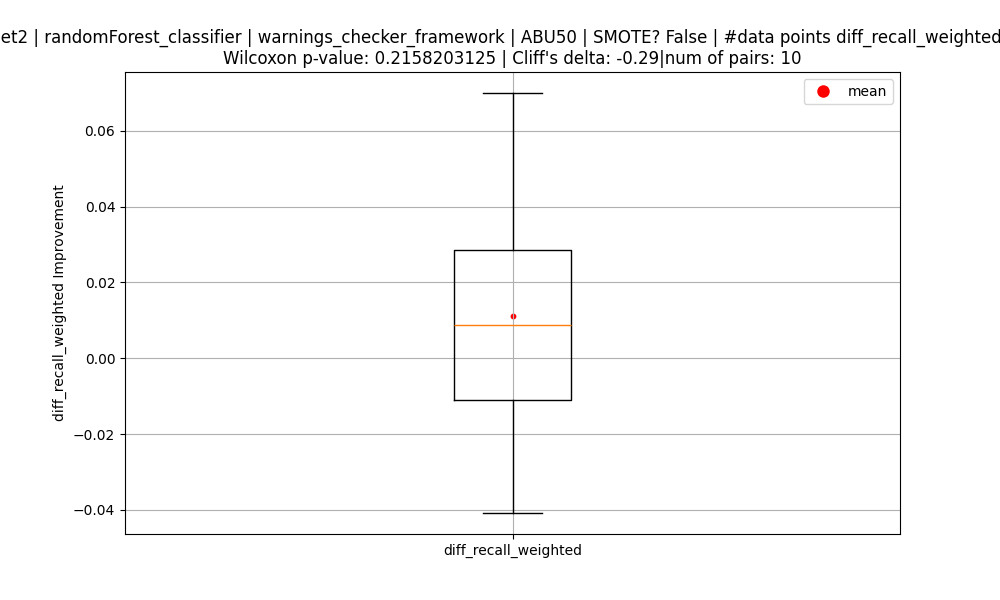 et2 | randomForest_classifier | warnings_checker_framework | ABU50 | SMOTE? False | #data points diff_recall_weighted
Wilcoxon p-value: 0.2158203125 | Cliff's delta: -0.29|num of pairs: 10
mean
0.06
0.04
0.02
0.00
−0.02
−0.04
diff_recall_weighted Improvement
diff_recall_weighted